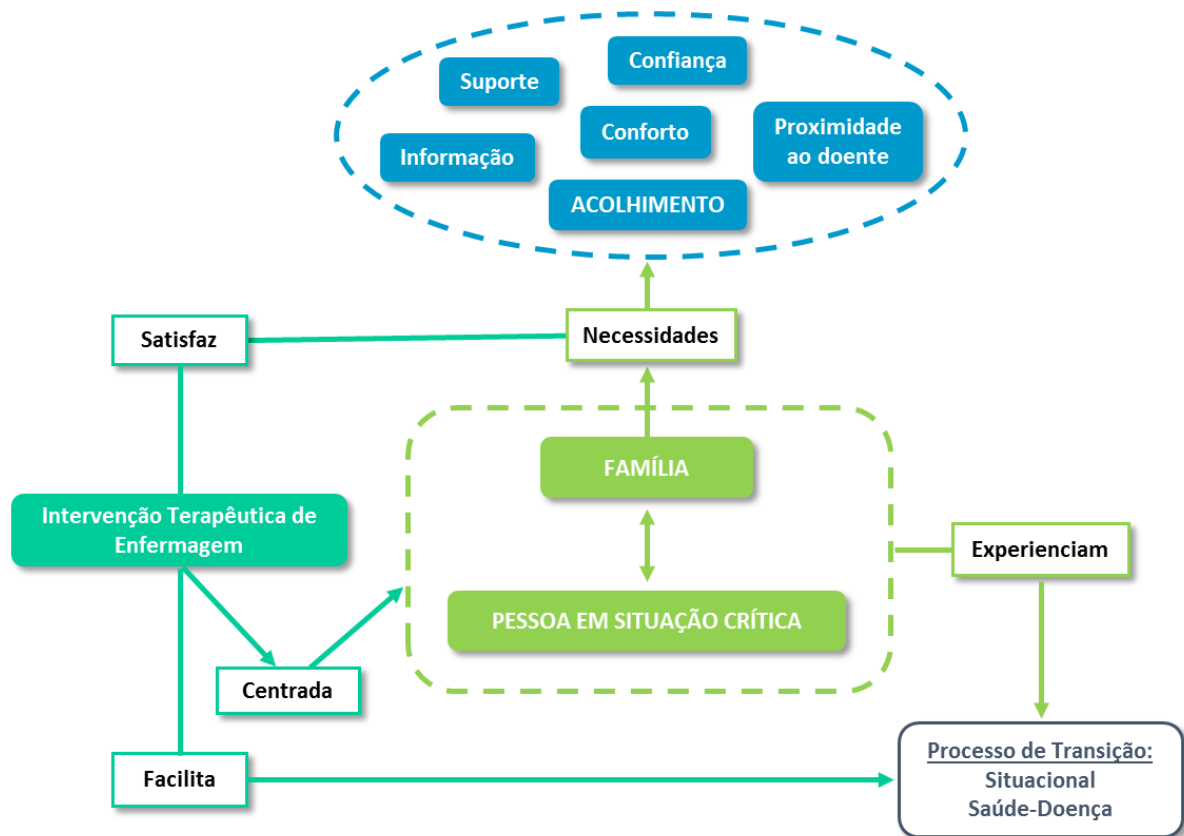 Confiança
Suporte
Conforto
Proximidade
ao doente
Informação
ACOLHIMENTO
Satisfaz
Necessidades
FAMÍLIA
Intervenção Terapêutica de
Enfermagem
Experienciam
PESSOA EM SITUAÇÃO CRÍTICA
Centrada
Facilita
Processo de Transição:
Situacional
Saúde-Doença